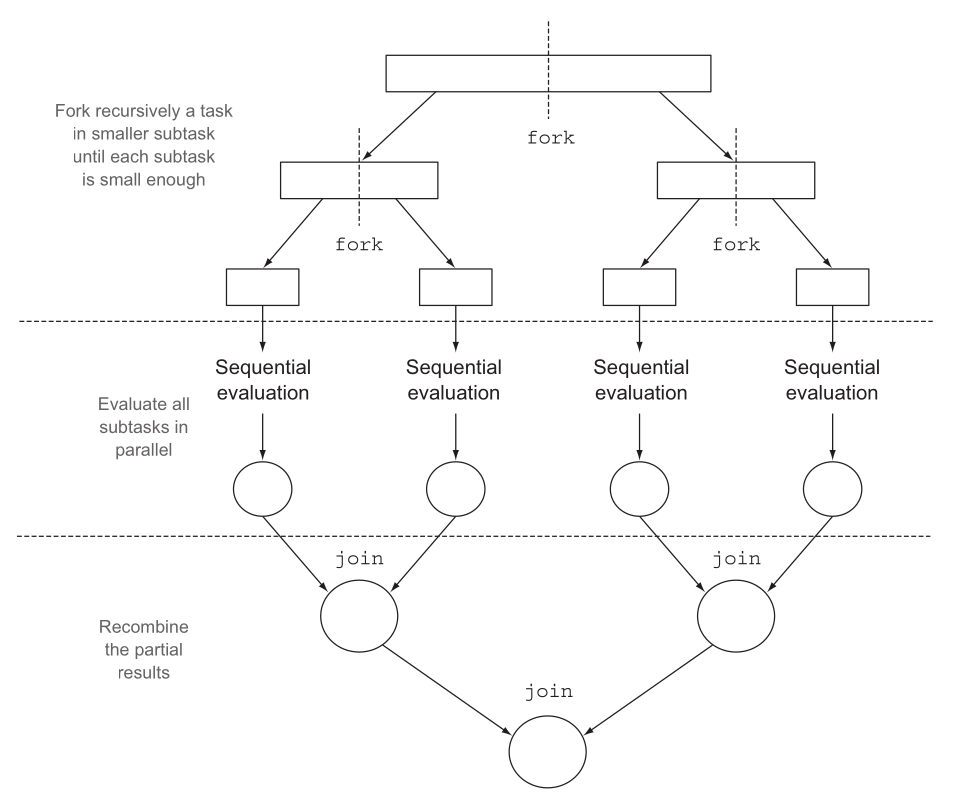 Fork recursively a task
in smaller subtask
until each subtask
is small enough
fork
fork
fork
Sequential
evaluation
Sequential
evaluation
Sequential
evaluation
Sequential
evaluation
Evaluate all
subtasks in
parallel
join
join
Recombine
the partial
results
join